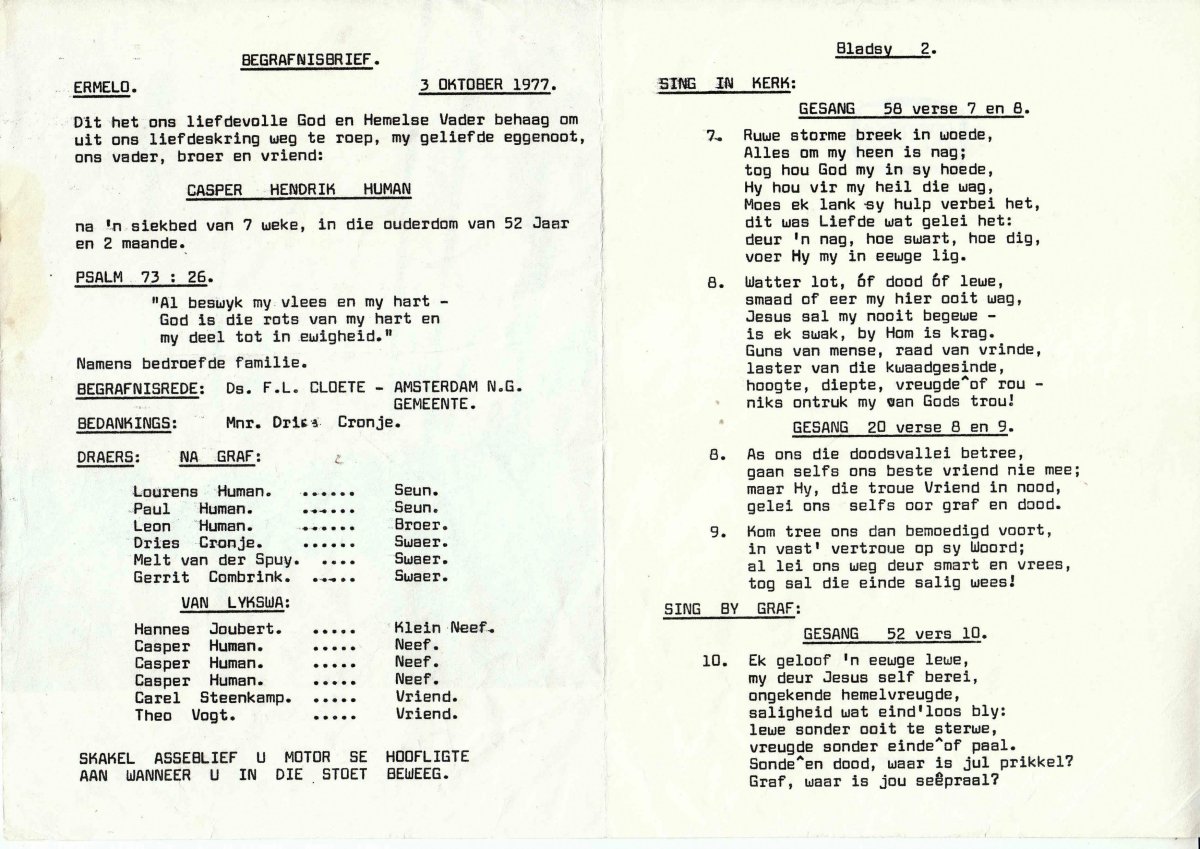 BEGRAFNISBRIEF.
ERMELO. 3 OKTOBER 1977.
Dit het ons liefdevolle God en Hemelse Vader behaag om
uit ons liefdeskring weg te roep, my geliefde eggenoot,
ons vader, broer en vriend:
CASPER HENDRIK HUMAN
na 'n siekbed van 7 weke, in die ouderdom van 52 Jaar
en 2 maande.
PSALM 73 : 26.
"Al beswyk my vlees en my hart -
God is die rots van my hart en
my deel tot in ewigheid."
Namens bedroefde familie.
BEGRAFNISREDE: Ds. F.L. CLOETE - AMSTERDAM N.G.
GEMEENTE.
BEDANKINGS: Mnr. Dries Cronje.
DRAERS: NA GRAF:
Lourens Human. ...... Seun.
Paul Human. ...... Seun.
Leon Human. ...... Broer.
Dries Cronje. ...... Swaer.
Melt van der Spuy. .... Swaer.
Gerrit Combrink. ..... Swaer.
VAN LYKSWA:
Hannes Joubert. ..... Klein Neef.
Casper Human. ..... Neef.
Casper Human. ..... Neef.
Casper Human. ..... Neef.
Carel Steenkamp. ..... Vriend.
Theo Vogt. ..... Vriend.
SKAKEL ASSEBLIEF U MOTOR SE HOOFLIGTE
AAN WANNEER U IN DIE STOET BEWEEG.
Bladsy 2.
SING IN KERK:
GESANG 58 verse 7 en 8.
7. Ruwe storme breek in woede,
Alles om my heen is nag;
tog hou God my in sy hoede,
Hy hou vir my heil die wag,
Moes ek lank sy hulp verbei het,
dit was Liefde wat gelei het:
deur 'n nag, hoe swart, hoe dig,
voer Hy my in eewge lig.
8. Watter lot, óf dood óf lewe,
smaad of eer my hier ooit wag,
Jesus sal my nooit begewe -
is ek swak, by Hom is krag.
Guns van mense, raad van vrinde,
laster van die kwaadgesinde,
hoogte, diepte, vreugde^of rou -
niks ontruk my van Gods trou!
GESANG 20 verse 8 en 9.
8. As ons die doodsvallei betree,
gaan selfs ons beste vriend nie mee;
maar Hy, die troue Vriend in nood,
gelei ons selfs oor graf en dood.
9. Kom tree ons dan bemoedigd voort,
in vast' vertroue op sy Woord;
al lei ons weg deur smart en vrees,
tog sal die einde salig wees!
SING BY GRAF:
GESANG 52 vers 10.
10. Ek geloof 'n eewge lewe,
my deur Jesus self berei,
ongekende hemelvreugde,
saligheid wat eind'loos bly:
lewe sonder ooit te sterwe,
vreugde sonder einde^of paal.
Sonde^en dood, waar is jul prikkel?
Graf, waar is jou seêpraal?